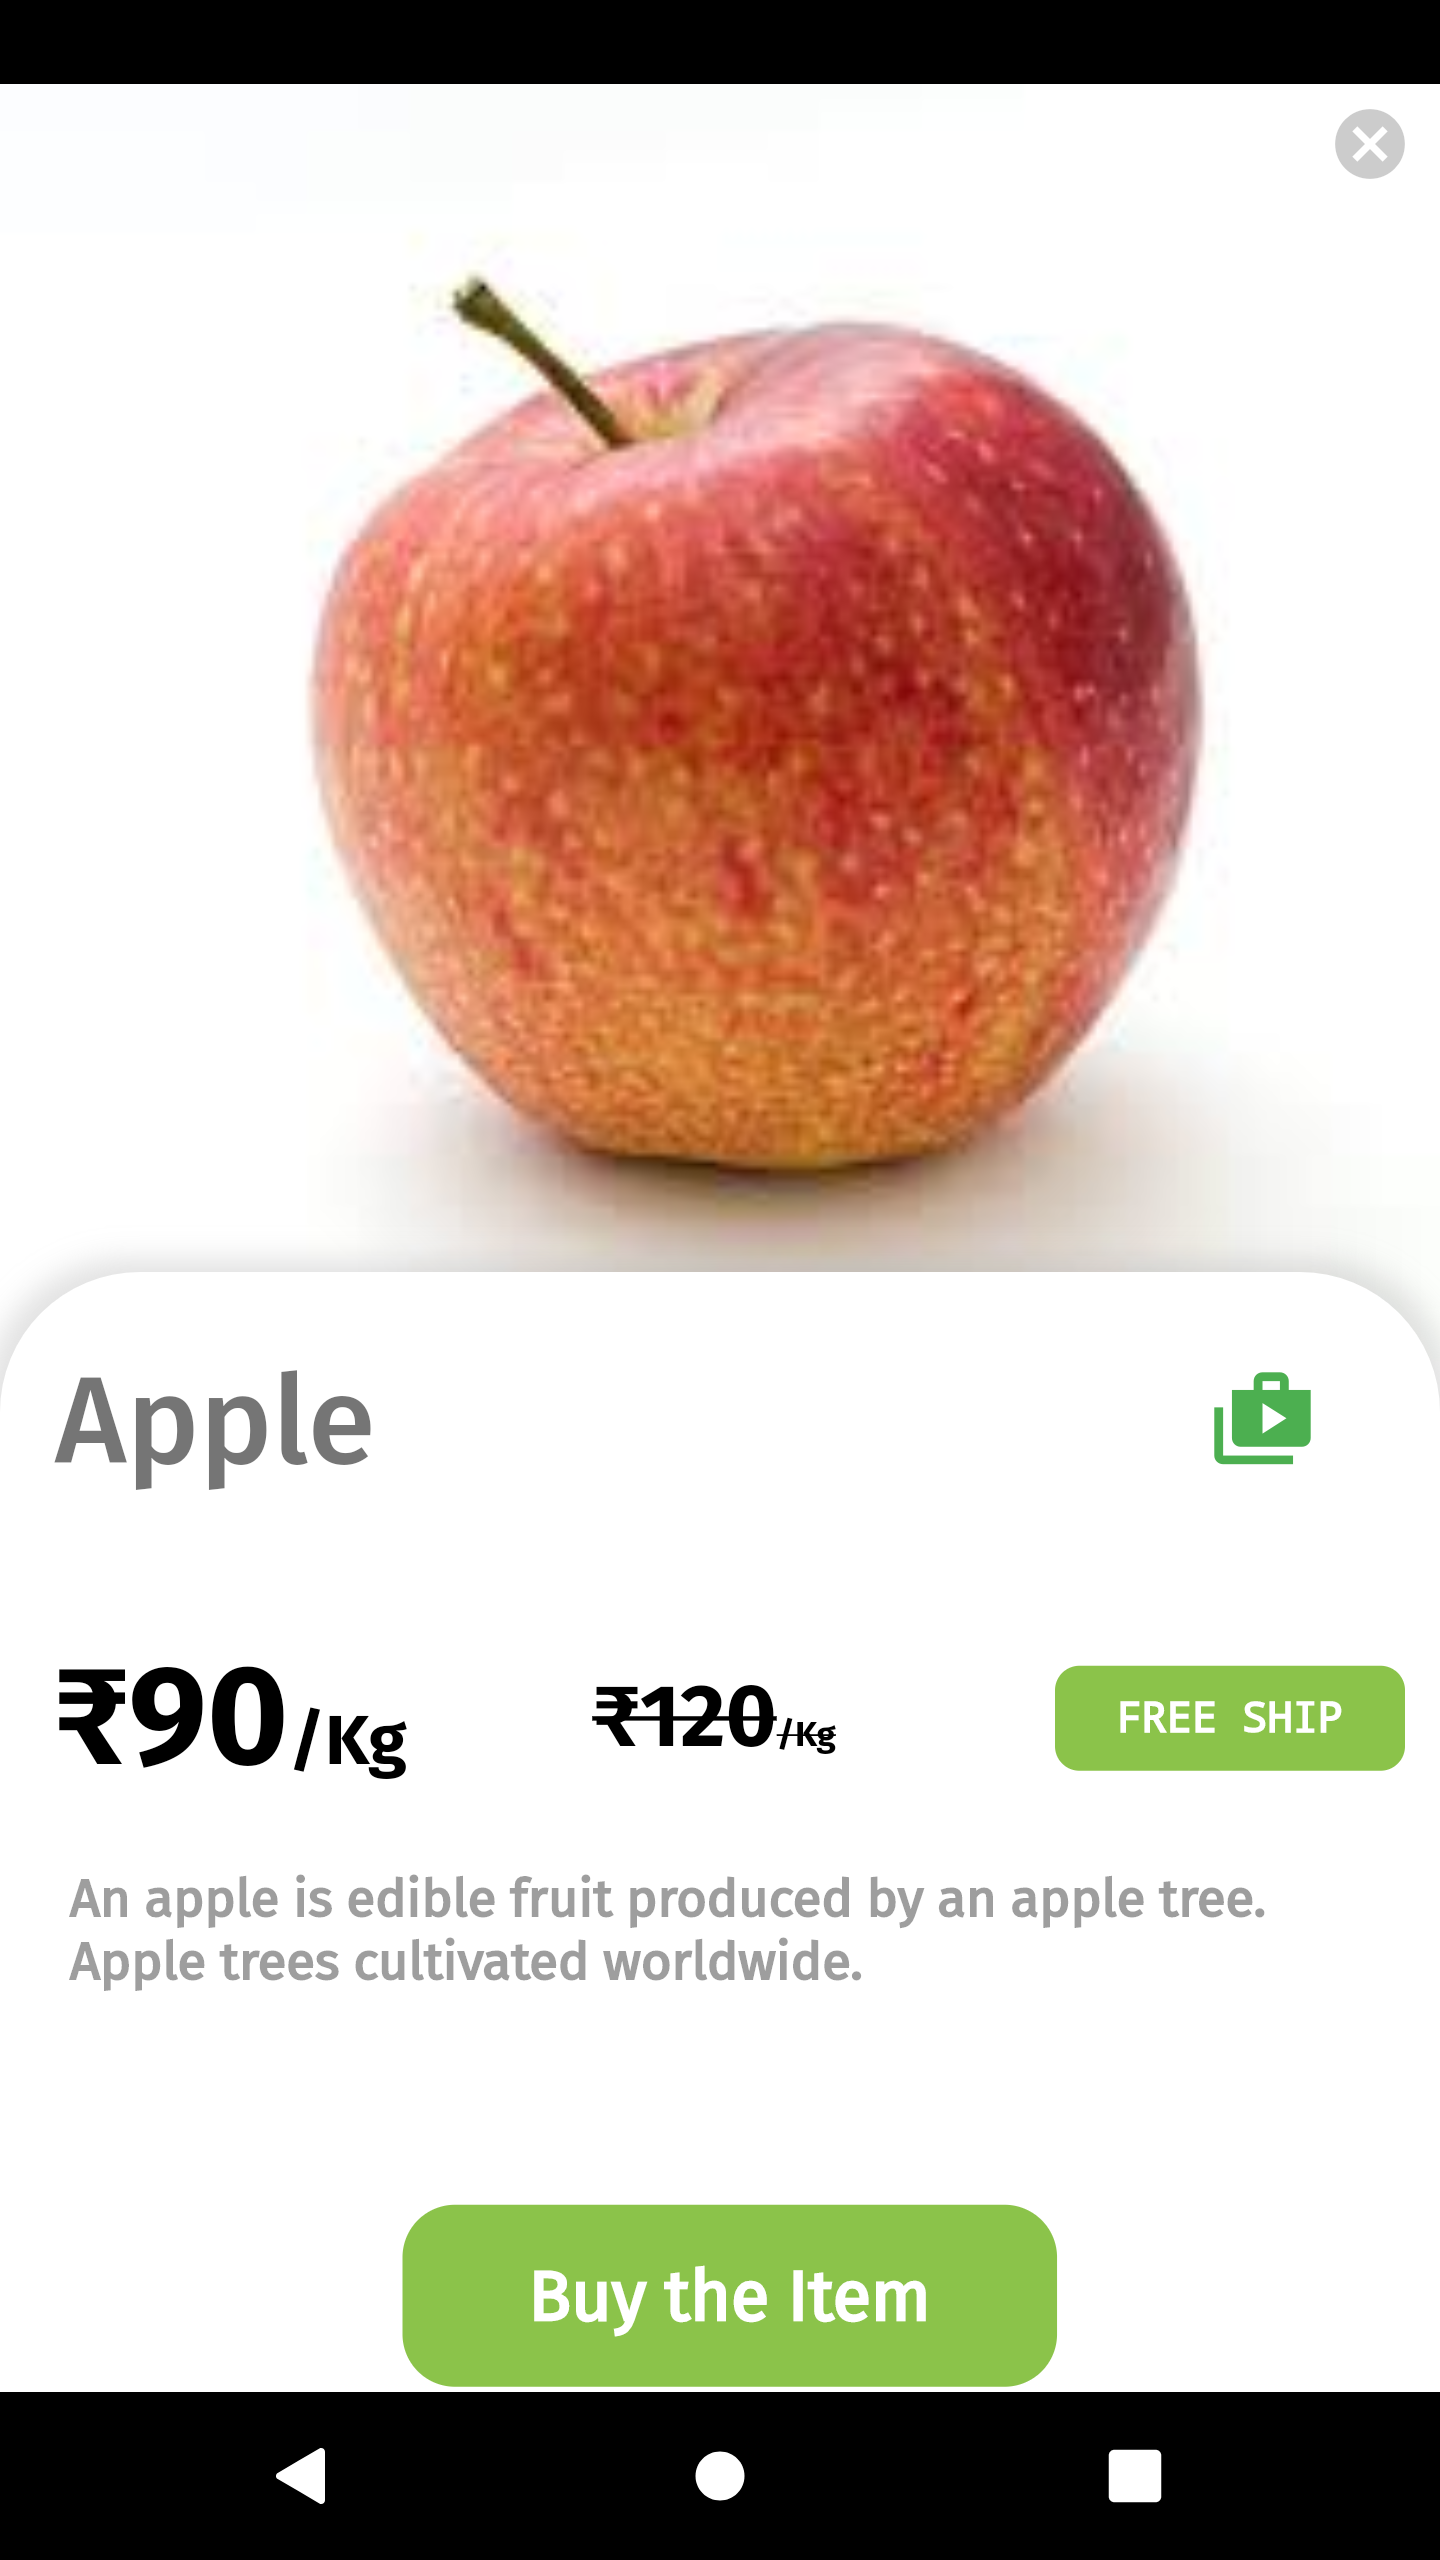 Apple
₹90/Kg ₹120/Kg FREE SHIP
An apple is edible fruit produced by an apple tree.
Apple trees cultivated worldwide.
Buy the Item